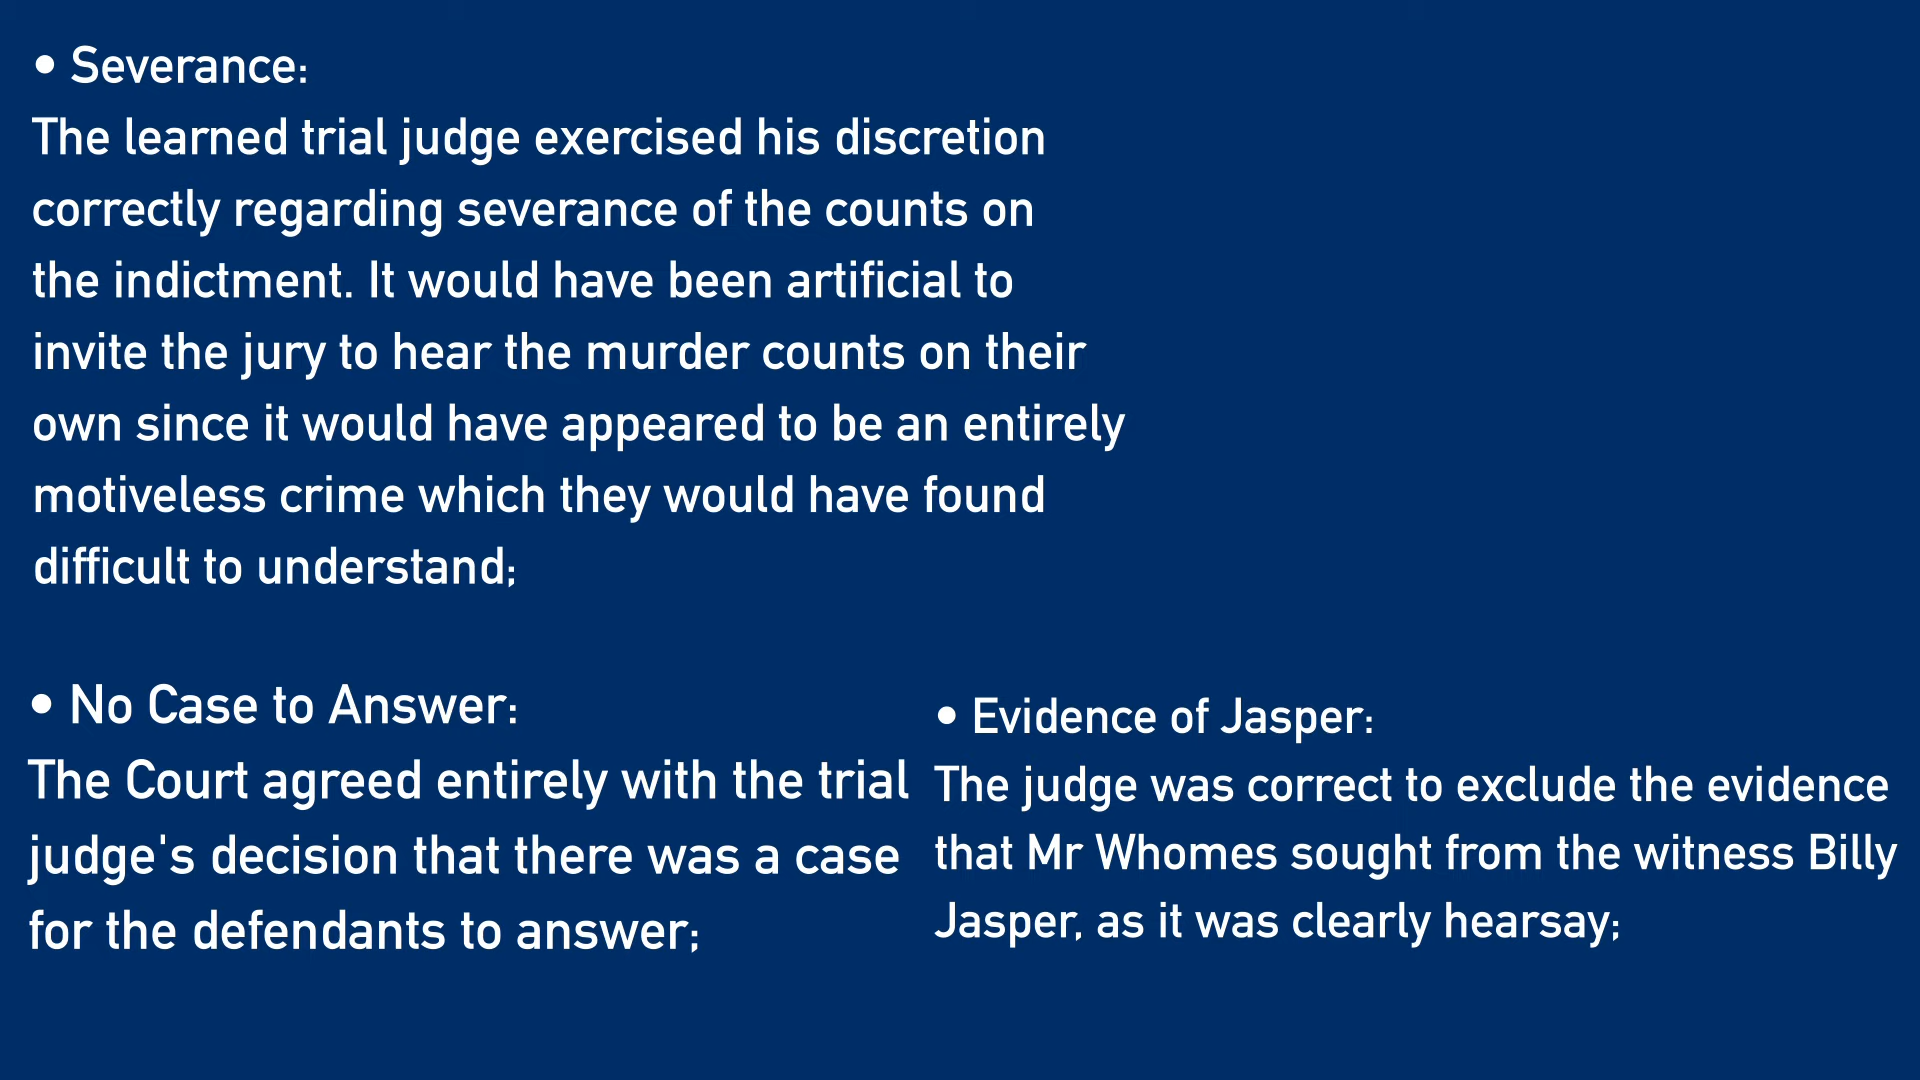 • Severance:
The learned trial judge exercised his discretion
correctly regarding severance of the counts on
the indictment. It would have been artificial to
invite the jury to hear the murder counts on their
own since it would have appeared to be an entirely
motiveless crime which they would have found
difficult to understand;
• No Case to Answer:
The Court agreed entirely with the trial
judge's decision that there was a case
for the defendants to answer;
• Evidence of Jasper:
The judge was correct to exclude the evidence
that Mr Whomes sought from the witness Billy
Jasper, as it was clearly hearsay;